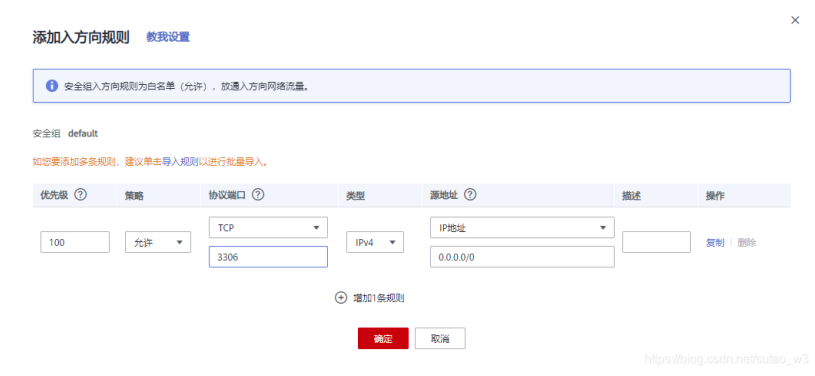 ×
添加入方向规则 教我设置
安全组入方向规则为白名单（允许），放通入方向网络流量。
安全组 default
如您要添加多条规则，建议单击导入规则以进行批量导入。
优先级 ? 策略 协议端口 ? 类型 源地址 ? 描述 操作
TCP IP地址
100 允许 IPv4 复制 | 删除
3306 0.0.0.0/0
增加1条规则
确定 取消
https://blog.csdn.net/sutao_w3